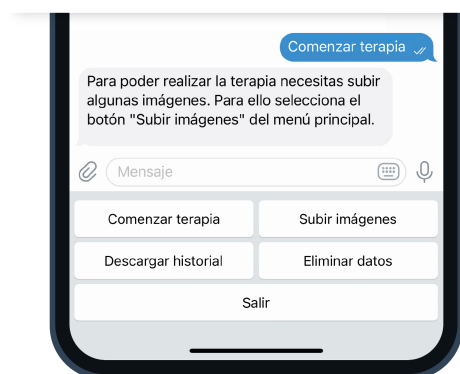 Comenzar terapia
Para poder realizar la terapia necesitas subir
algunas imágenes. Para ello selecciona el
botón "Subir imágenes" del menú principal.
Mensaje
Comenzar terapia
Subir imágenes
Descargar historial
Eliminar datos
Salir